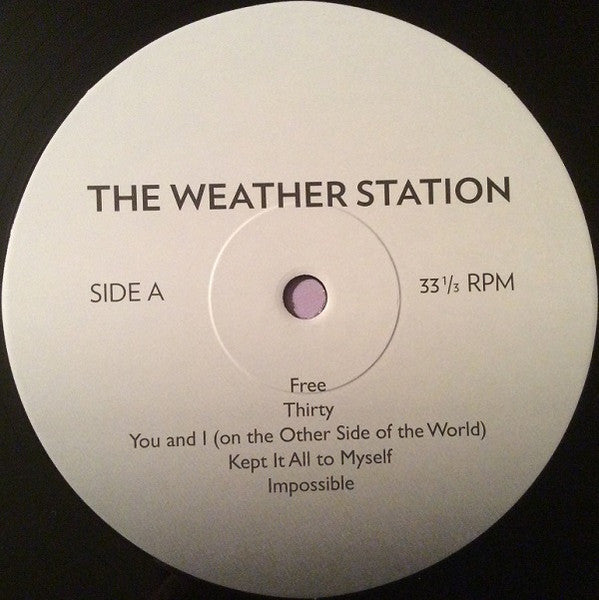 THE WEATHER STATION
SIDE A
33 1/3 RPM
Free
Thirty
You and I (on the Other Side of the World)
Kept It All to Myself
Impossible